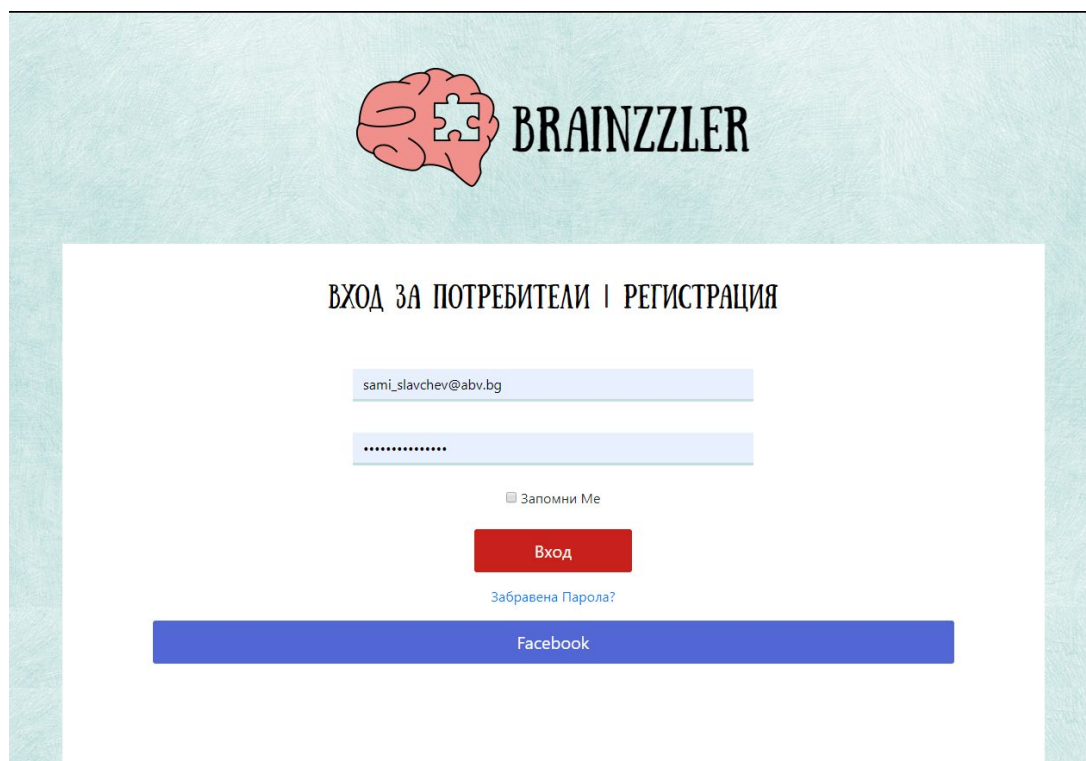 BRAINZZLER
ВХОД ЗА ПОТРЕБИТЕЛИ | РЕГИСТРАЦИЯ
sami_slavchev@abv.bg
•••••••••••••••
Запомни Ме
Вход
Забравена Парола?
Facebook